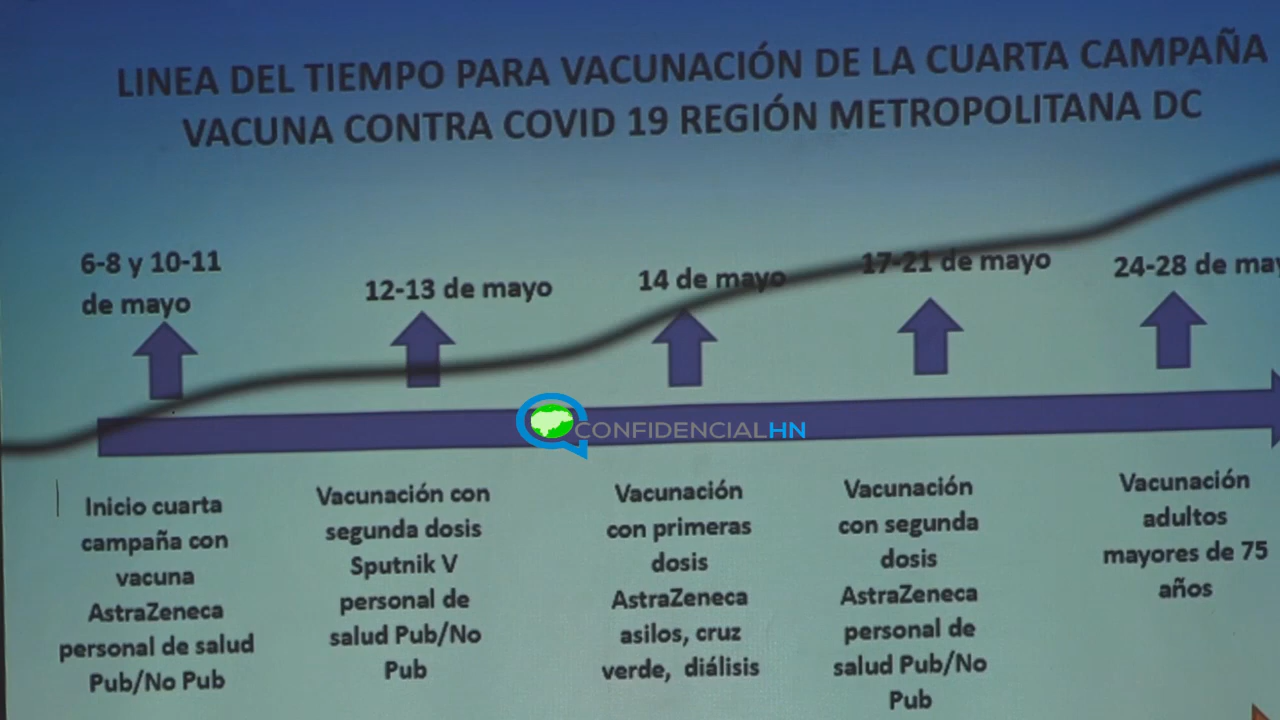 LINEA DEL TIEMPO PARA VACUNACIÓN DE LA CUARTA CAMPAÑA
VACUNA CONTRA COVID 19 REGIÓN METROPOLITANA DC
6-8 y 10-11
de mayo
12-13 de mayo
14 de mayo
17-21 de mayo
24-28 de may
CONFIDENCIALHN
Inicio cuarta
campaña con
vacuna
AstraZeneca
personal de salud
Pub/No Pub
Vacunación con
segunda dosis
Sputnik V
personal de
salud Pub/No
Pub
Vacunación
con primeras
dosis
AstraZeneca
asilos, cruz
verde, diálisis
Vacunación
con segunda
dosis
AstraZeneca
personal de
salud Pub/No
Pub
Vacunación
adultos
mayores de 75
años